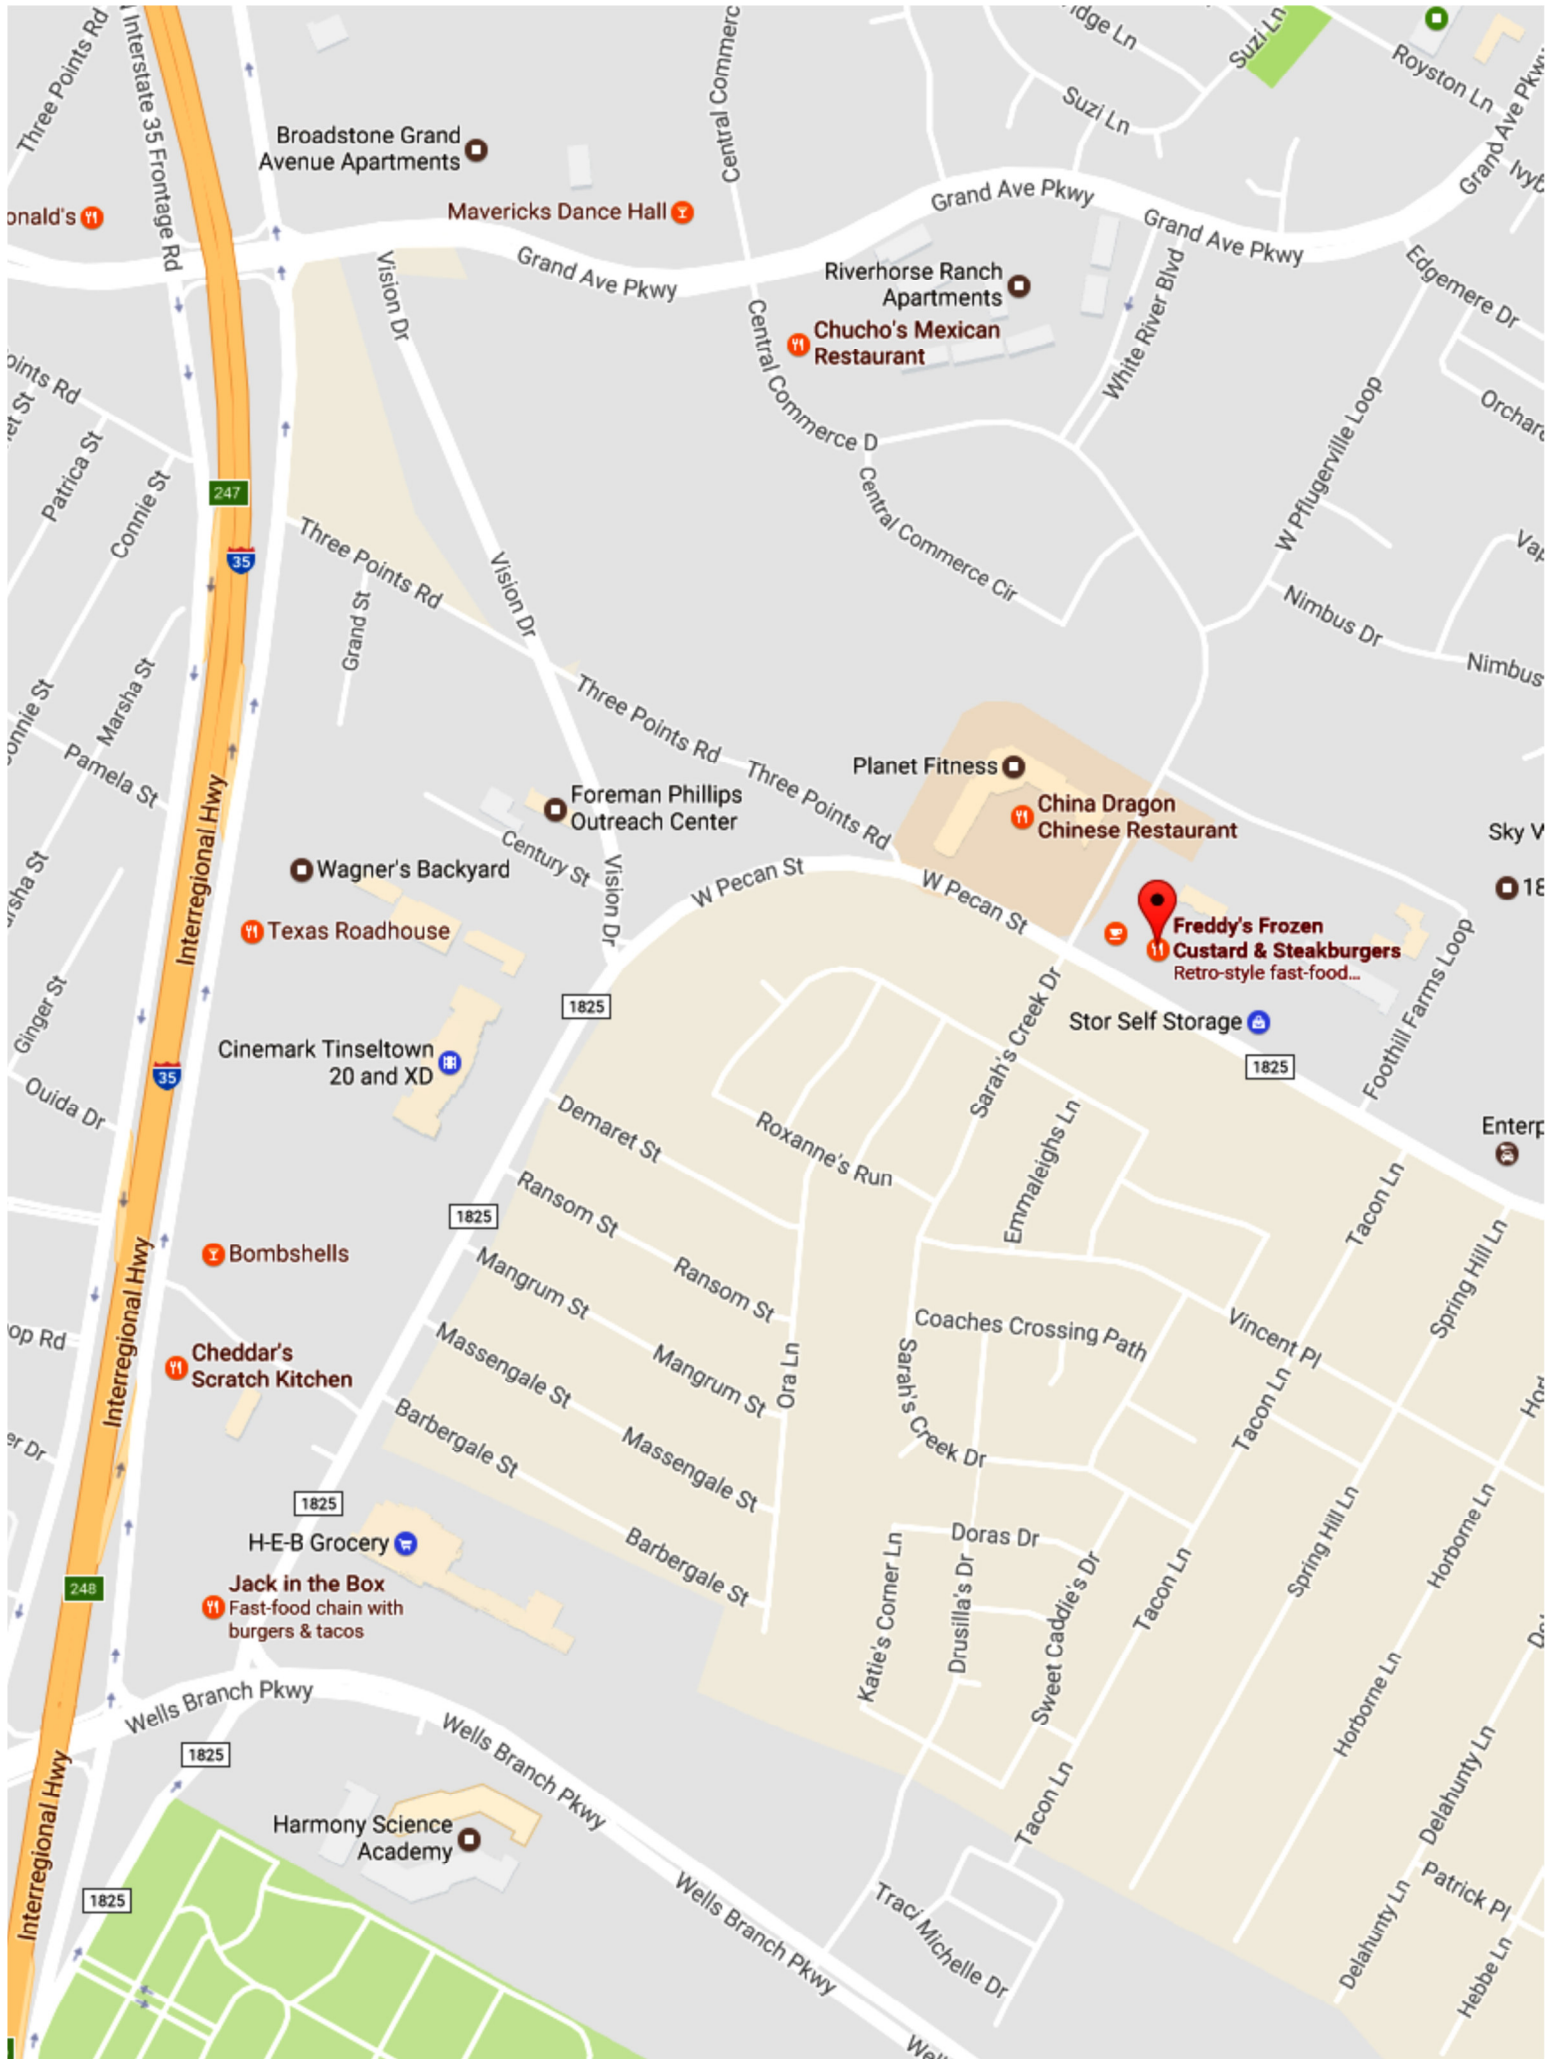 Three Points Rd
Interstate 35 Frontage Rd
Central Commerc
idge Ln
Suzi Ln
Suzi Ln
Royston Ln
Grand Ave Pkwy
Ivyb
Broadstone Grand
Avenue Apartments
Mavericks Dance Hall
onald's
Grand Ave Pkwy
Grand Ave Pkwy
Grand Ave Pkwy
Vision Dr
Riverhorse Ranch
Apartments
Chucho's Mexican
Restaurant
White River Blvd
Edgemere Dr
Central Commerce D
Orchard
oints Rd
et St
Patrica St
Connie St
247
35
W Pflugerville Loop
Central Commerce Cir
Three Points Rd
Vision Dr
Grand St
Nimbus Dr
Vap
Nimbus
onnie St
Marsha St
Pamela St
Three Points Rd
Three Points Rd
Planet Fitness
China Dragon
Chinese Restaurant
Foreman Phillips
Outreach Center
Century St
Vision Dr
Interregional Hwy
Wagner's Backyard
Texas Roadhouse
W Pecan St
W Pecan St
Sky W
18
arsha St
Freddy's Frozen
Custard & Steakburgers
Retro-style fast-food...
Foothill Farms Loop
Ginger St
1825
Sarah's Creek Dr
Stor Self Storage
1825
Cinemark Tinseltown
20 and XD
35
Ouida Dr
Demaret St
Roxanne's Run
Emmaleighs Ln
Enterp
Ransom St
1825
Tacon Ln
Spring Hill Ln
Bombshells
Interregional Hwy
Mangrum St
Ransom St
Coaches Crossing Path
Vincent Pl
op Rd
Cheddar's
Scratch Kitchen
Massengale St
Mangrum St
Ora Ln
Sarah's Creek Dr
Tacon Ln
Hor
er Dr
Barbergale St
Massengale St
1825
H-E-B Grocery
Barbergale St
Doras Dr
Spring Hill Ln
Horborne Ln
248
Jack in the Box
Fast-food chain with
burgers & tacos
Katie's Corner Ln
Drusilla's Dr
Sweet Caddie's Dr
Tacon Ln
Del
Horborne Ln
Wells Branch Pkwy
Wells Branch Pkwy
1825
Interregional Hwy
Harmony Science
Academy
Tacon Ln
Delahunty Ln
Patrick Pl
1825
Wells Branch Pkwy
Traci Michelle Dr
Delahunty Ln
Hebbe Ln
Well